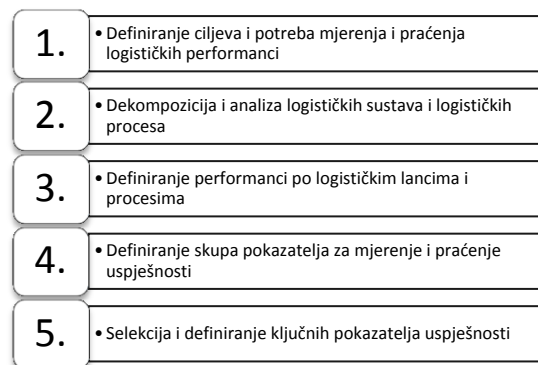 1.
• Definiranje ciljeva i potreba mjerenja i praćenja
logističkih performanci
2.
• Dekompozicija i analiza logističkih sustava i logističkih
procesa
3.
• Definiranje performanci po logističkim lancima i
procesima
4.
• Definiranje skupa pokazatelja za mjerenje i praćenje
uspješnosti
5.
• Selekcija i definiranje ključnih pokazatelja uspješnosti